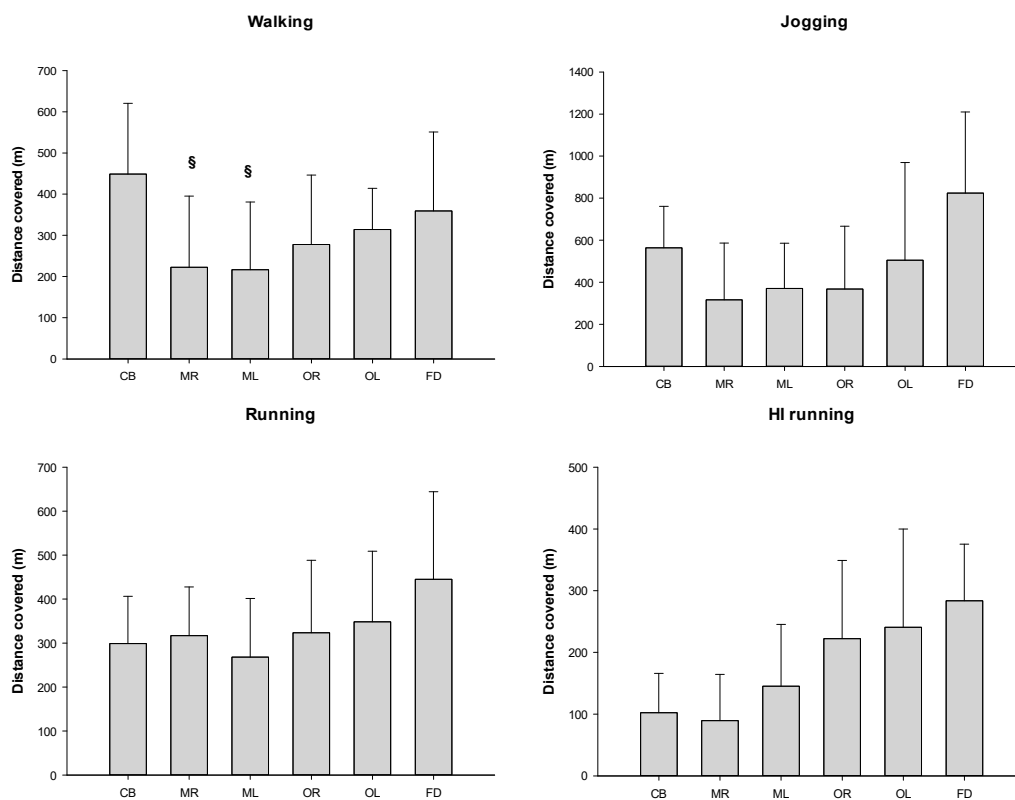 Walking
Distance covered (m)
700
600
500
400
300
200
100
0
§
§
CB MR ML OR OL FD
Jogging
Distance covered (m)
1400
1200
1000
800
600
400
200
0
CB MR ML OR OL FD
Running
Distance covered (m)
700
600
500
400
300
200
100
0
CB MR ML OR OL FD
HI running
Distance covered (m)
500
400
300
200
100
0
CB MR ML OR OL FD